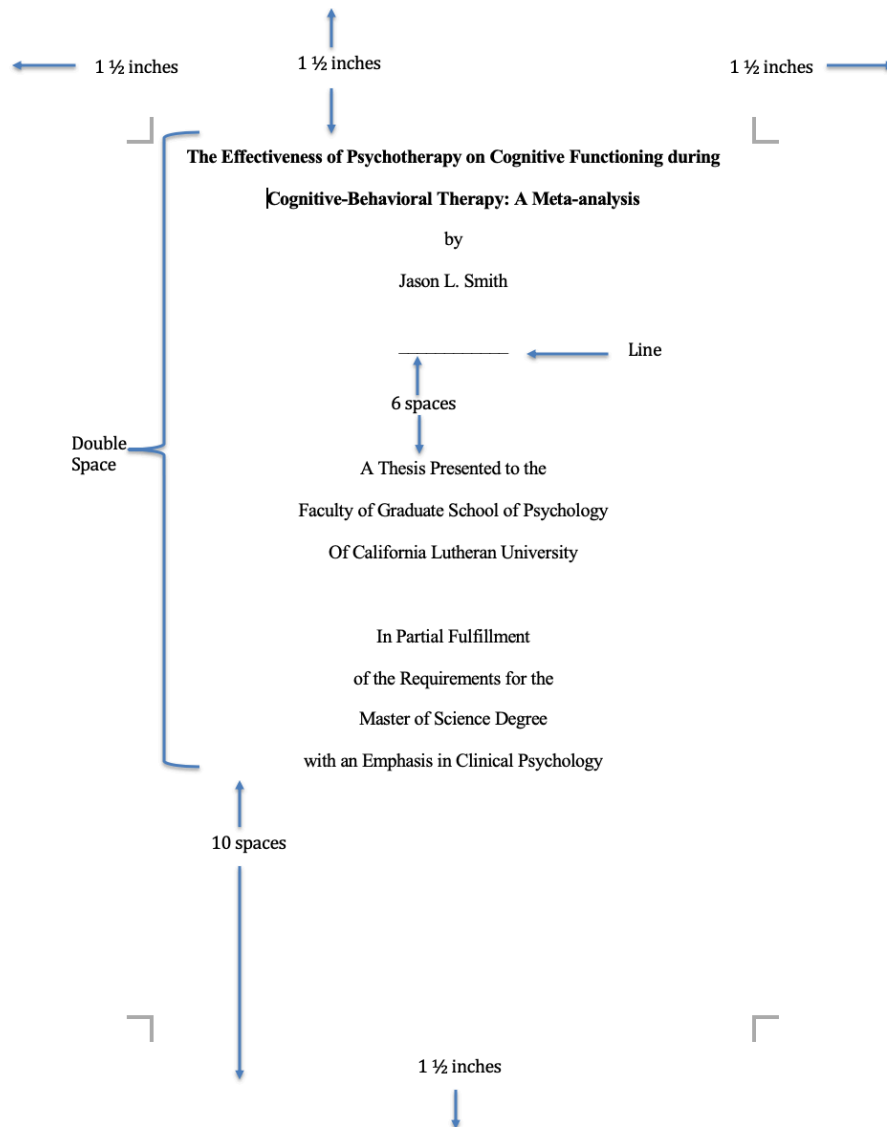 1 ½ inches
1 ½ inches
1 ½ inches
The Effectiveness of Psychotherapy on Cognitive Functioning during
Cognitive-Behavioral Therapy: A Meta-analysis
by
Jason L. Smith
____________
Line
6 spaces
Double
Space
A Thesis Presented to the
Faculty of Graduate School of Psychology
Of California Lutheran University
In Partial Fulfillment
of the Requirements for the
Master of Science Degree
with an Emphasis in Clinical Psychology
10 spaces
1 ½ inches